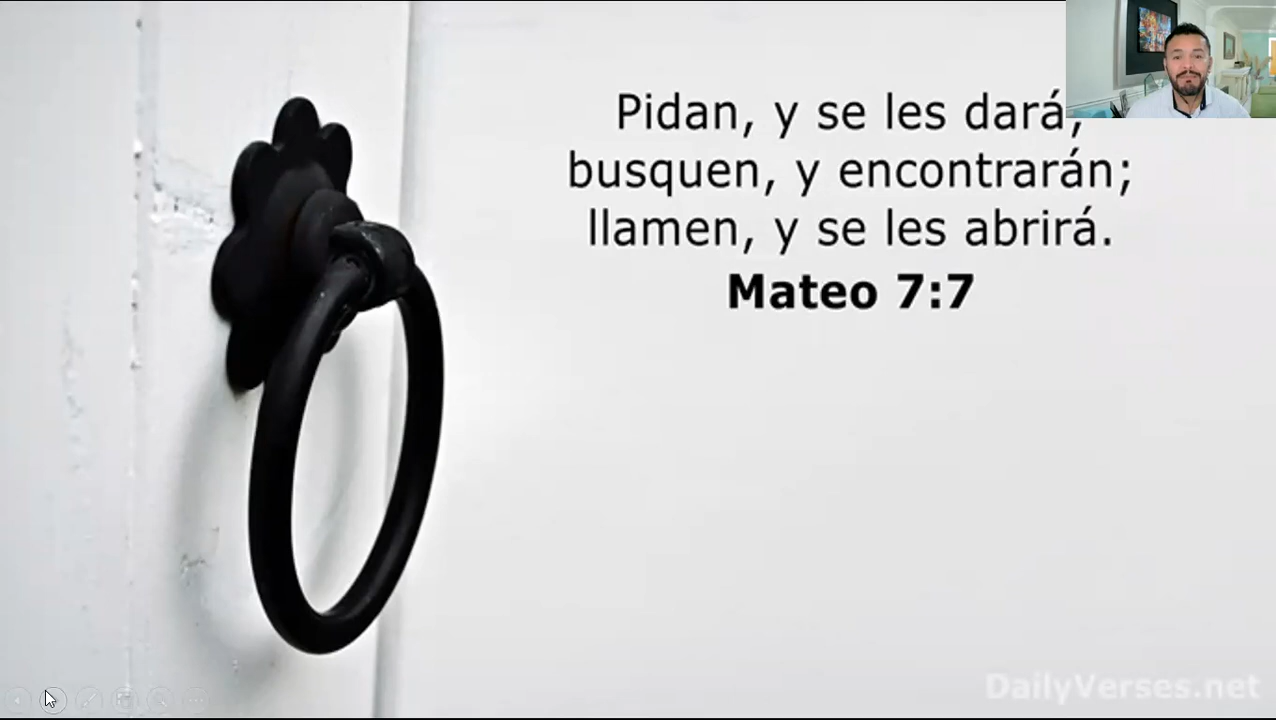 Pidan, y se les dará,
busquen, y encontrarán;
llamen, y se les abrirá.
Mateo 7:7
DailyVerses.net